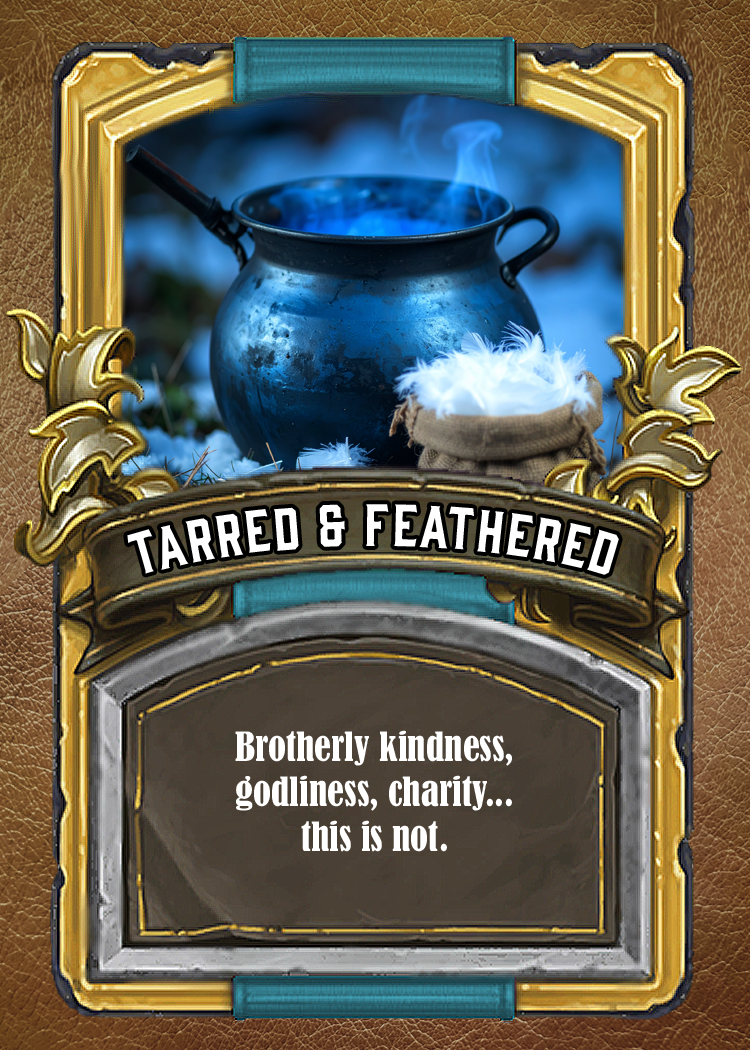 TARRED & FEATHERED
Brotherly kindness,
godliness, charity...
this is not.